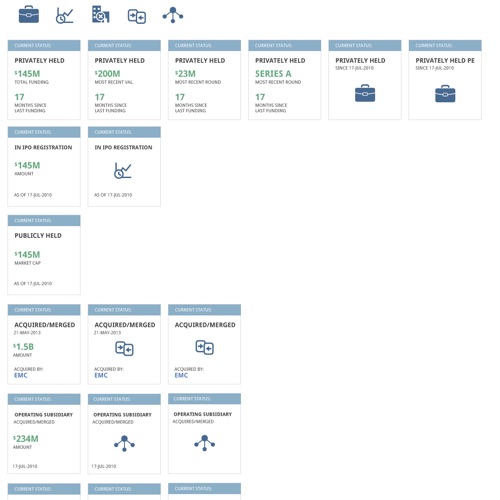 CURRENT STATUS:
PRIVATELY HELD
$145M
TOTAL FUNDING
17
MONTHS SINCE
LAST FUNDING
CURRENT STATUS:
PRIVATELY HELD
$200M
MOST RECENT VAL.
17
MONTHS SINCE
LAST FUNDING
CURRENT STATUS:
PRIVATELY HELD
$23M
MOST RECENT ROUND
17
MONTHS SINCE
LAST FUNDING
CURRENT STATUS:
PRIVATELY HELD
SERIES A
MOST RECENT ROUND
17
MONTHS SINCE
LAST FUNDING
CURRENT STATUS:
PRIVATELY HELD
SINCE 17-JUL-2010
CURRENT STATUS:
PRIVATELY HELD PE
SINCE 17-JUL-2010
CURRENT STATUS:
IN IPO REGISTRATION
$145M
AMOUNT
AS OF 17-JUL-2010
CURRENT STATUS:
IN IPO REGISTRATION
AS OF 17-JUL-2010
CURRENT STATUS:
PUBLICLY HELD
$145M
MARKET CAP
AS OF 17-JUL-2010
CURRENT STATUS:
ACQUIRED/MERGED
21-MAY-2013
$1.5B
AMOUNT
ACQUIRED BY:
EMC
CURRENT STATUS:
ACQUIRED/MERGED
21-MAY-2013
ACQUIRED BY:
EMC
CURRENT STATUS:
ACQUIRED/MERGED
ACQUIRED BY:
EMC
CURRENT STATUS:
OPERATING SUBSIDIARY
ACQUIRED/MERGED
$234M
AMOUNT
17-JUL-2010
CURRENT STATUS:
OPERATING SUBSIDIARY
ACQUIRED/MERGED
17-JUL-2010
CURRENT STATUS:
OPERATING SUBSIDIARY
ACQUIRED/MERGED
CURRENT STATUS:
CURRENT STATUS:
CURRENT STATUS: